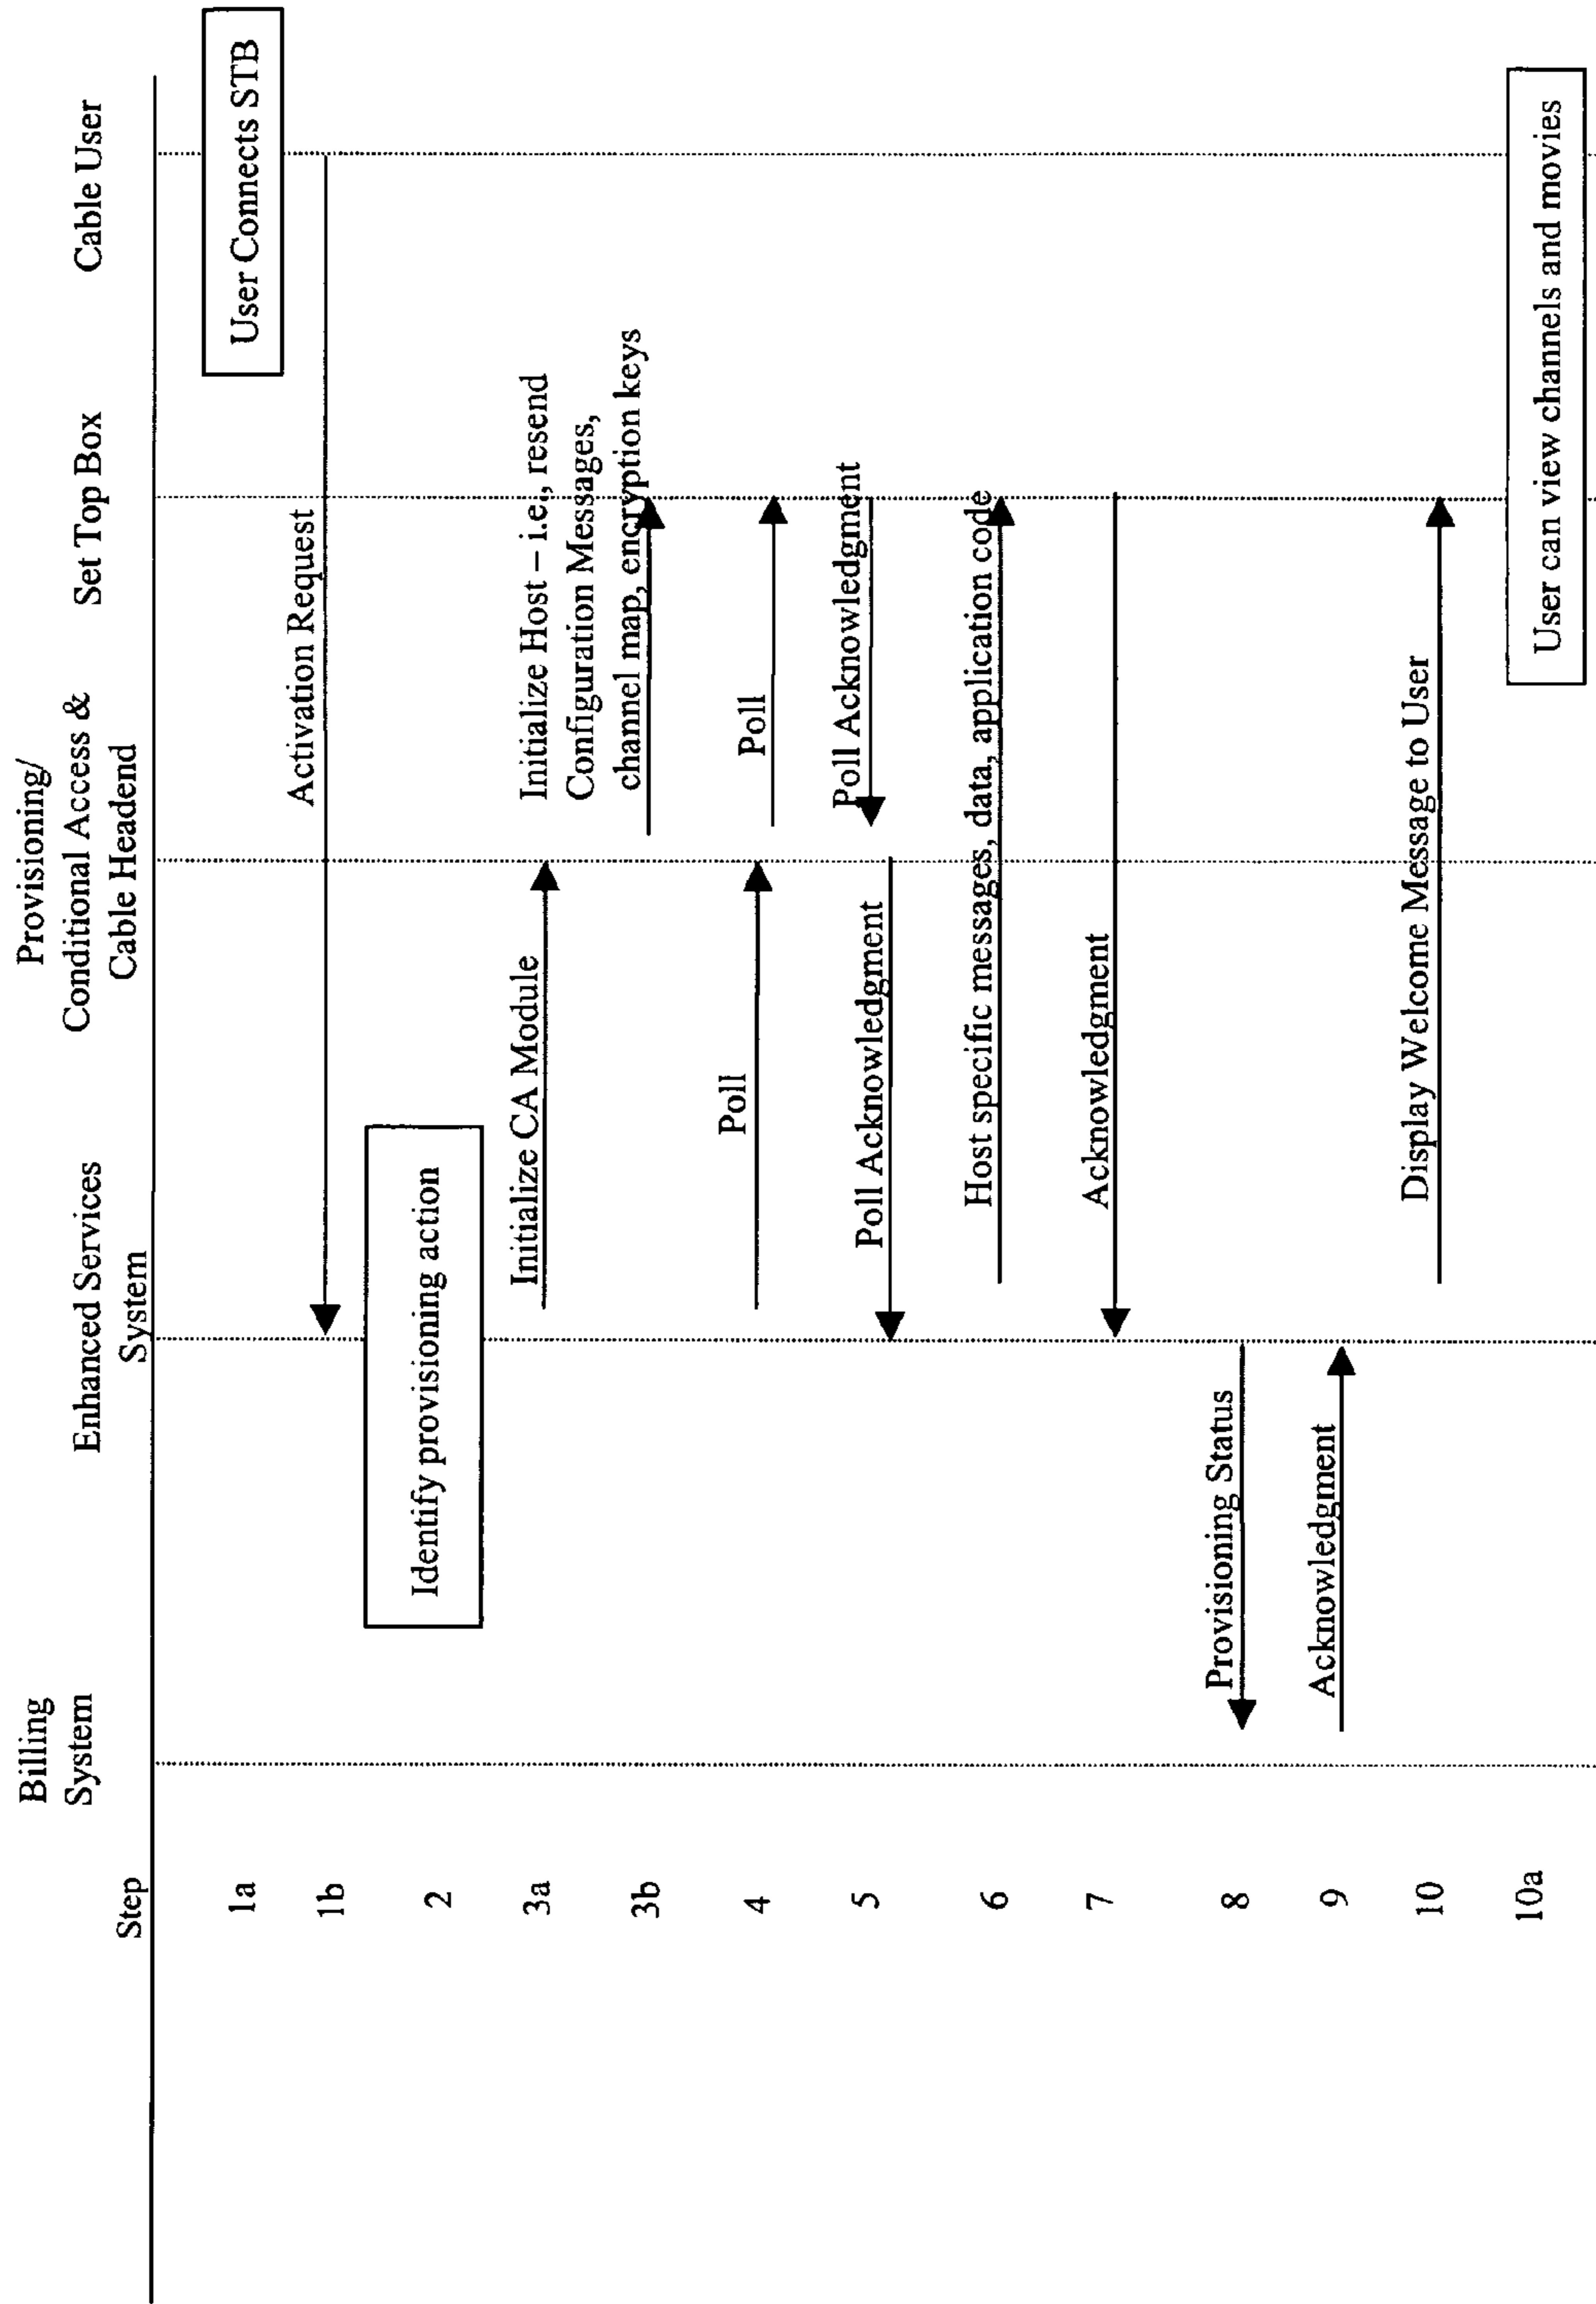 Step
Billing
System
Enhanced Services
System
Provisioning/
Conditional Access &
Cable Headend
Set Top Box
Cable User
1a
User Connects STB
1b
Activation Request
2
Identify provisioning action
3a
Initialize CA Module
Initialize Host – i.e., resend
Configuration Messages,
channel map, encryption keys
3b
4
Poll
Poll
5
Poll Acknowledgment
Poll Acknowledgment
6
Host specific messages, data, application code
7
Acknowledgment
8
Provisioning Status
9
Acknowledgment
10
Display Welcome Message to User
10a
User can view channels and movies